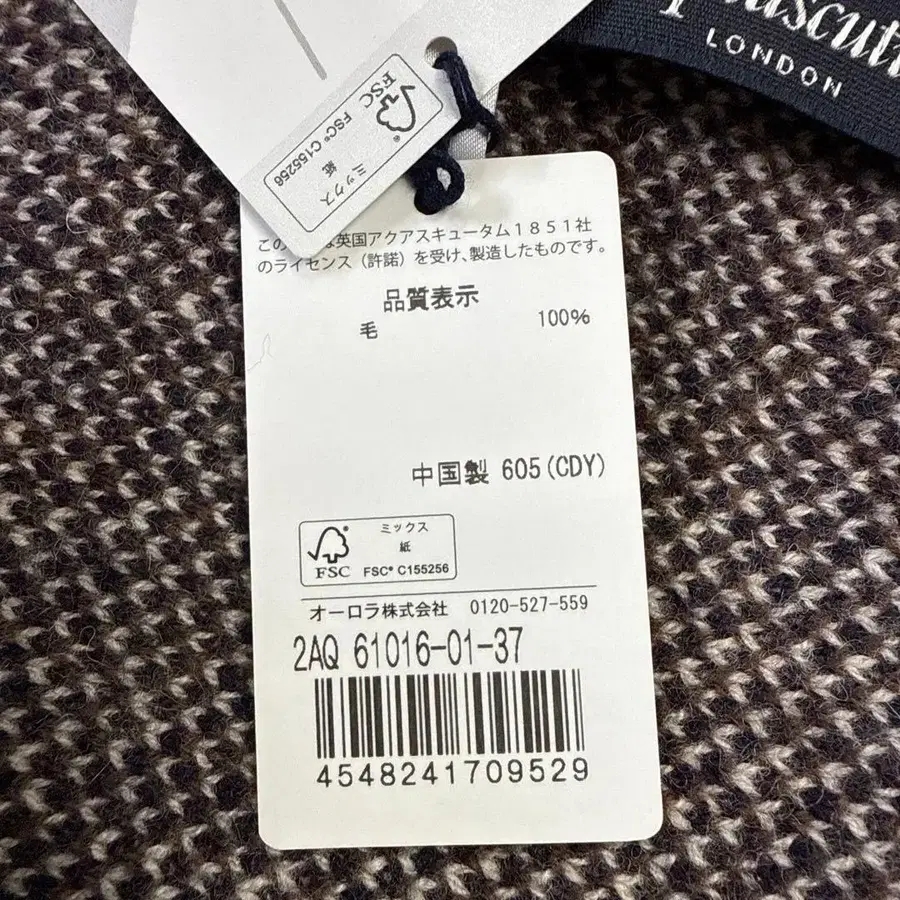 LONDON
FSC
FSC® C155256
ミックス
紙
この
英国アクアスキュータム1851社
のライセンス（許諾）を受け、製造したものです。
品質表示
毛 100%
中国製 605(CDY)
ミックス
紙
FSC
FSC® C155256
オーロラ株式会社 0120-527-559
2AQ 61016-01-37
4548241709529